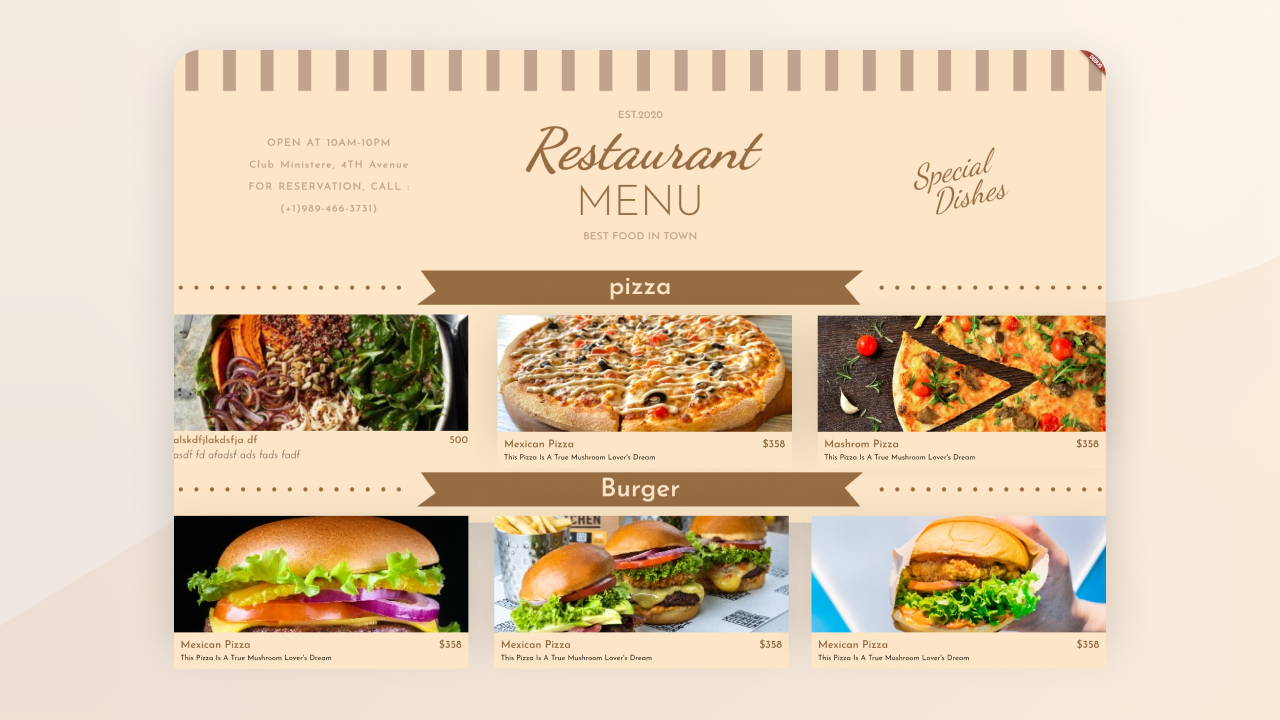 DEBUG
EST.2020
Restaurant
MENU
BEST FOOD IN TOWN
OPEN AT 10AM-10PM
Club Ministere, 4TH Avenue
FOR RESERVATION, CALL :
(+1)989-466-3731)
Special
Dishes
pizza
alskdfjlakdsfja df 500
asdf fd afadsf ads fads fadf
Mexican Pizza $358
This Pizza Is A True Mushroom Lover's Dream
Mashrom Pizza $358
This Pizza Is A True Mushroom Lover's Dream
Burger
KITCHEN
Mexican Pizza $358
This Pizza Is A True Mushroom Lover's Dream
Mexican Pizza $358
This Pizza Is A True Mushroom Lover's Dream
Mexican Pizza $358
This Pizza Is A True Mushroom Lover's Dream